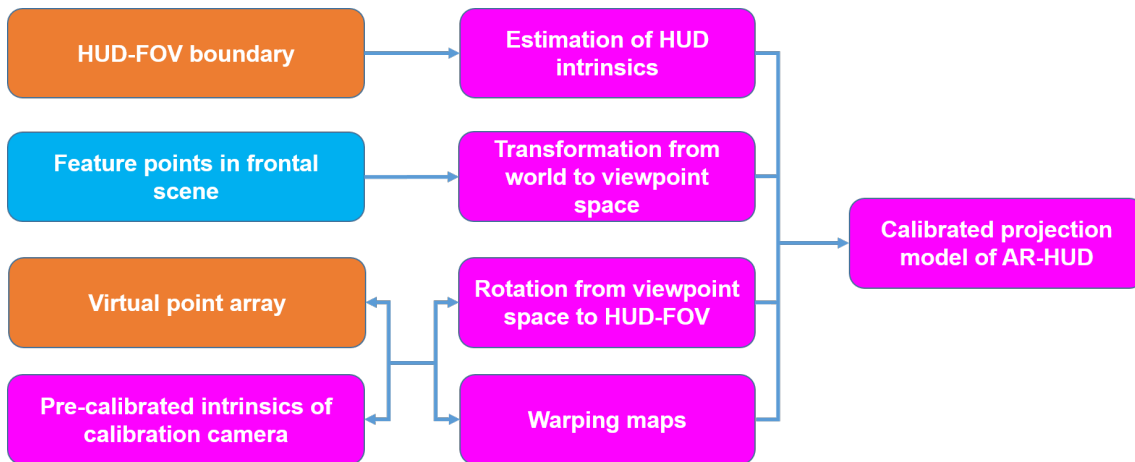 HUD-FOV boundary
Estimation of HUD
intrinsics
Feature points in frontal
scene
Transformation from
world to viewpoint
space
Calibrated projection
model of AR-HUD
Virtual point array
Rotation from viewpoint
space to HUD-FOV
Pre-calibrated intrinsics of
calibration camera
Warping maps